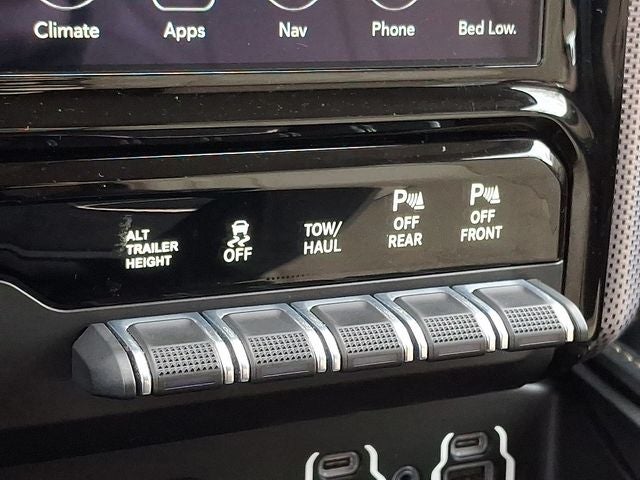 Climate Apps Nav Phone Bed Low.
ALT
TRAILER
HEIGHT
OFF
TOW/
HAUL
P
OFF
REAR
P
OFF
FRONT